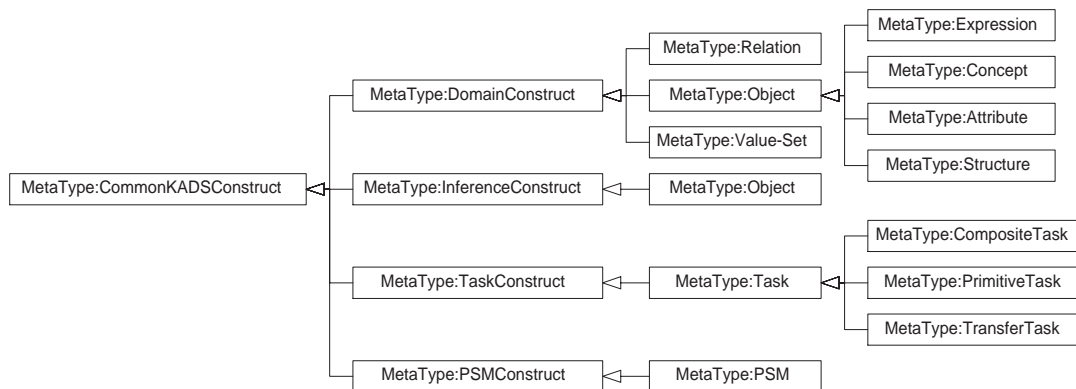 MetaType:Expression
MetaType:Relation
MetaType:Concept
MetaType:DomainConstruct
MetaType:Object
MetaType:Attribute
MetaType:Value-Set
MetaType:Structure
MetaType:CommonKADSConstruct
MetaType:InferenceConstruct
MetaType:Object
MetaType:CompositeTask
MetaType:TaskConstruct
MetaType:Task
MetaType:PrimitiveTask
MetaType:TransferTask
MetaType:PSMConstruct
MetaType:PSM